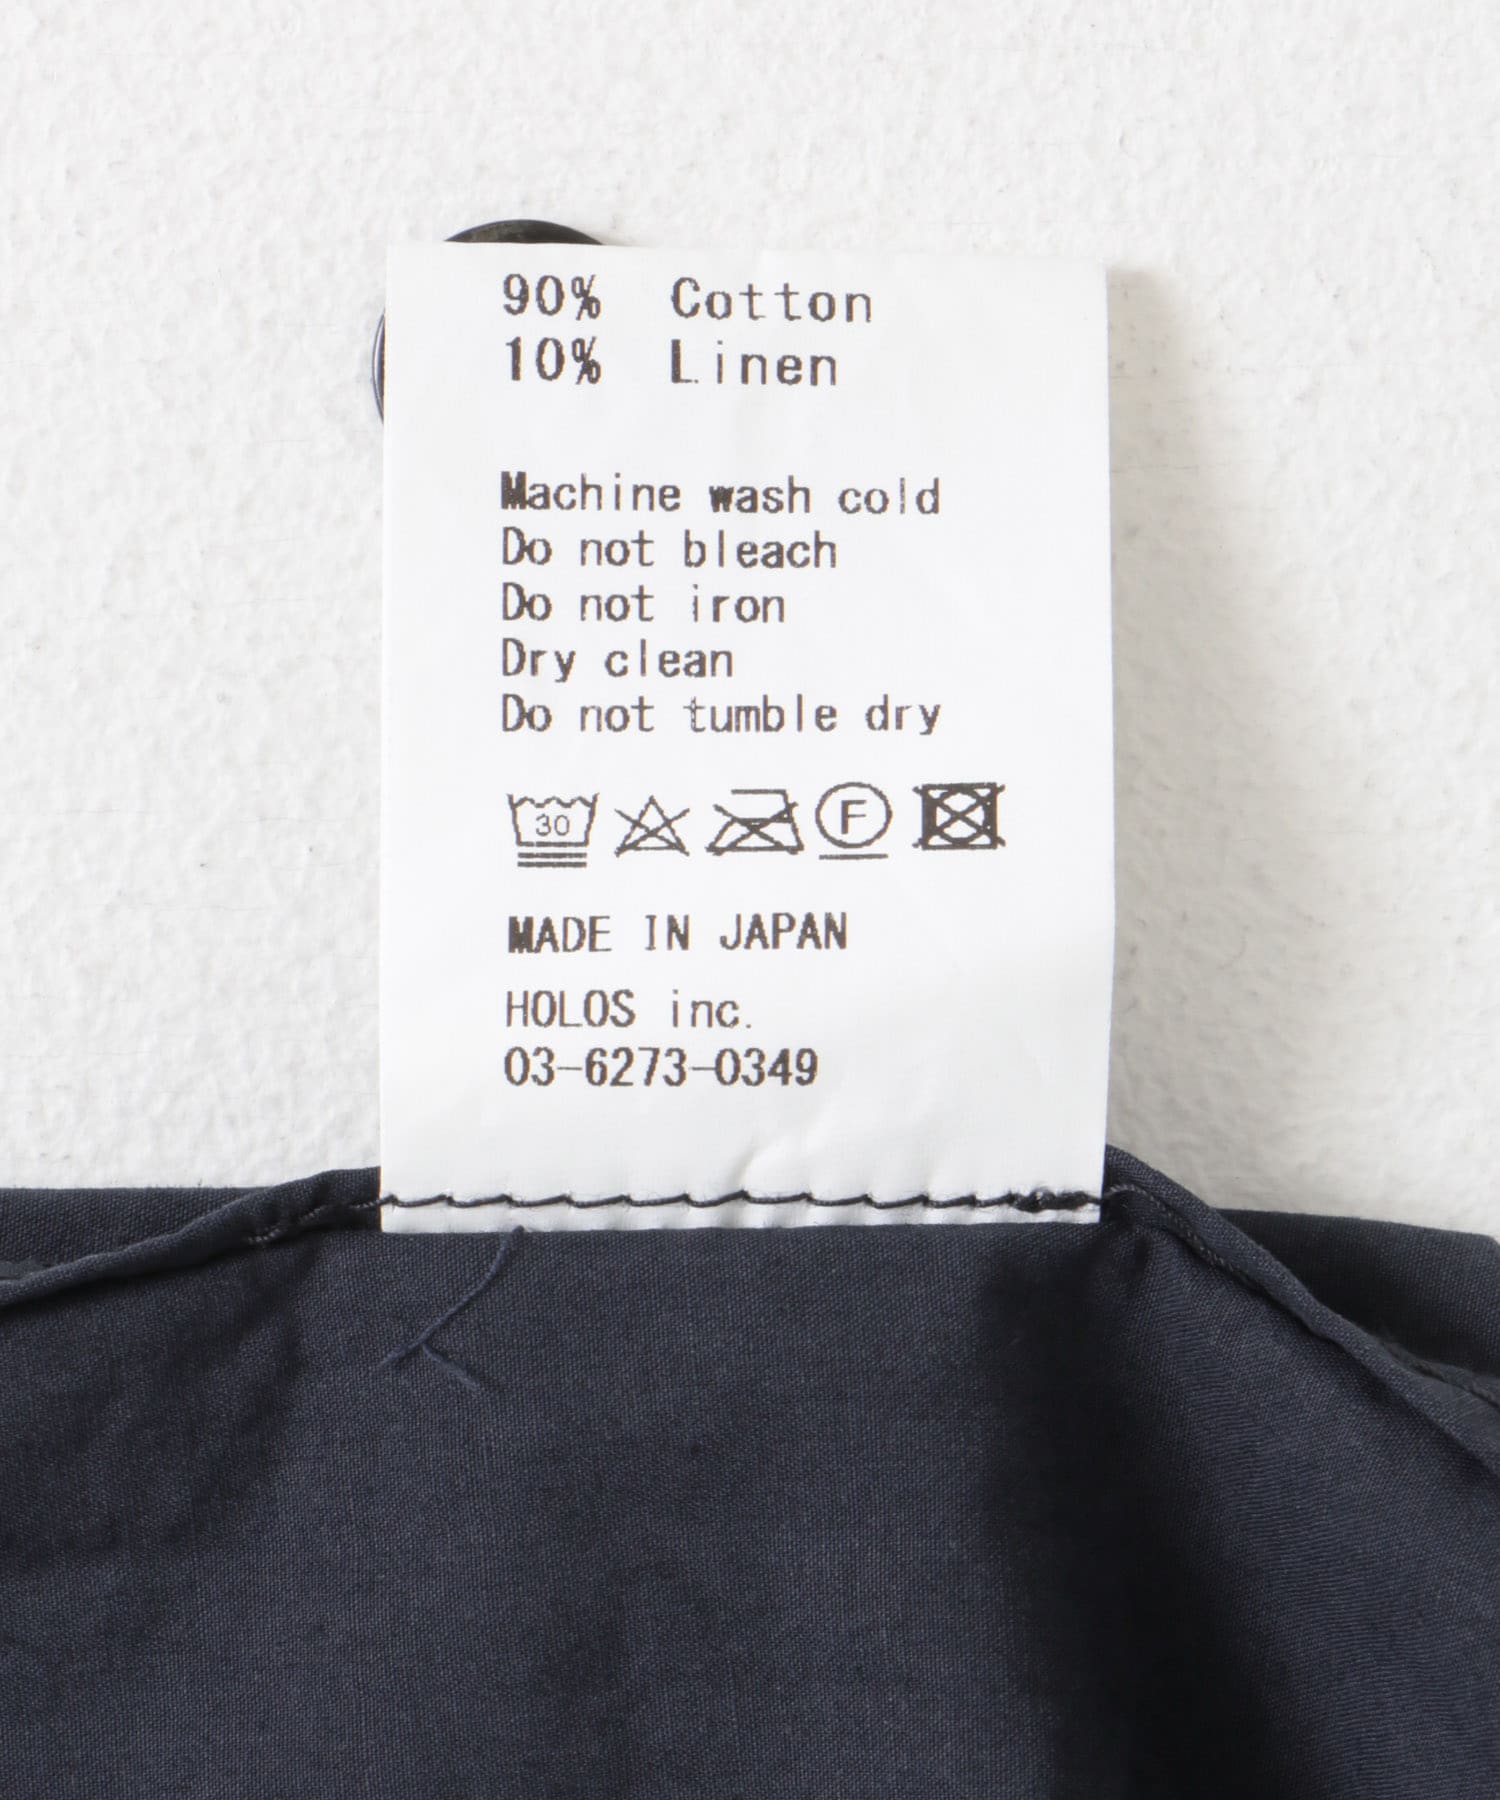 90% Cotton
10% Linen
Machine wash cold
Do not bleach
Do not iron
Dry clean
Do not tumble dry
30 F
MADE IN JAPAN
HOLOS inc.
03-6273-0349